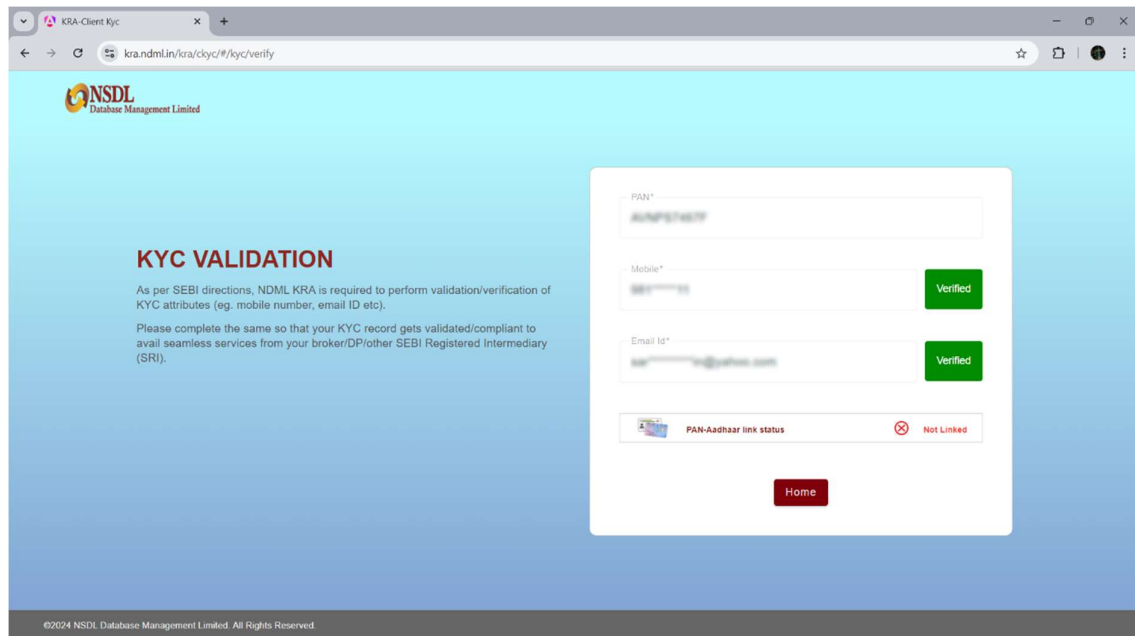 KRA-Client Kyc
kra.ndml.in/kra/ckyc/#/kyc/verify
NSDL
Database Management Limited
KYC VALIDATION
As per SEBI directions, NDML KRA is required to perform validation/verification of
KYC attributes (eg. mobile number, email ID etc).
Please complete the same so that your KYC record gets validated/compliant to
avail seamless services from your broker/DP/other SEBI Registered Intermediary
(SRI).
PAN*
Mobile*
Verified
Email Id*
Verified
PAN-Aadhaar link status
Not Linked
Home
©2024 NSDL Database Management Limited. All Rights Reserved.